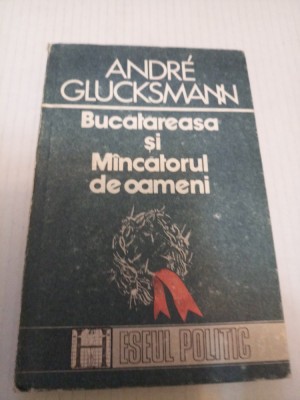 ANDRÉ
GLUCKSMANN
Bucătăreasa
și
Mîncătorul
de oameni
ESEUL POLITIC